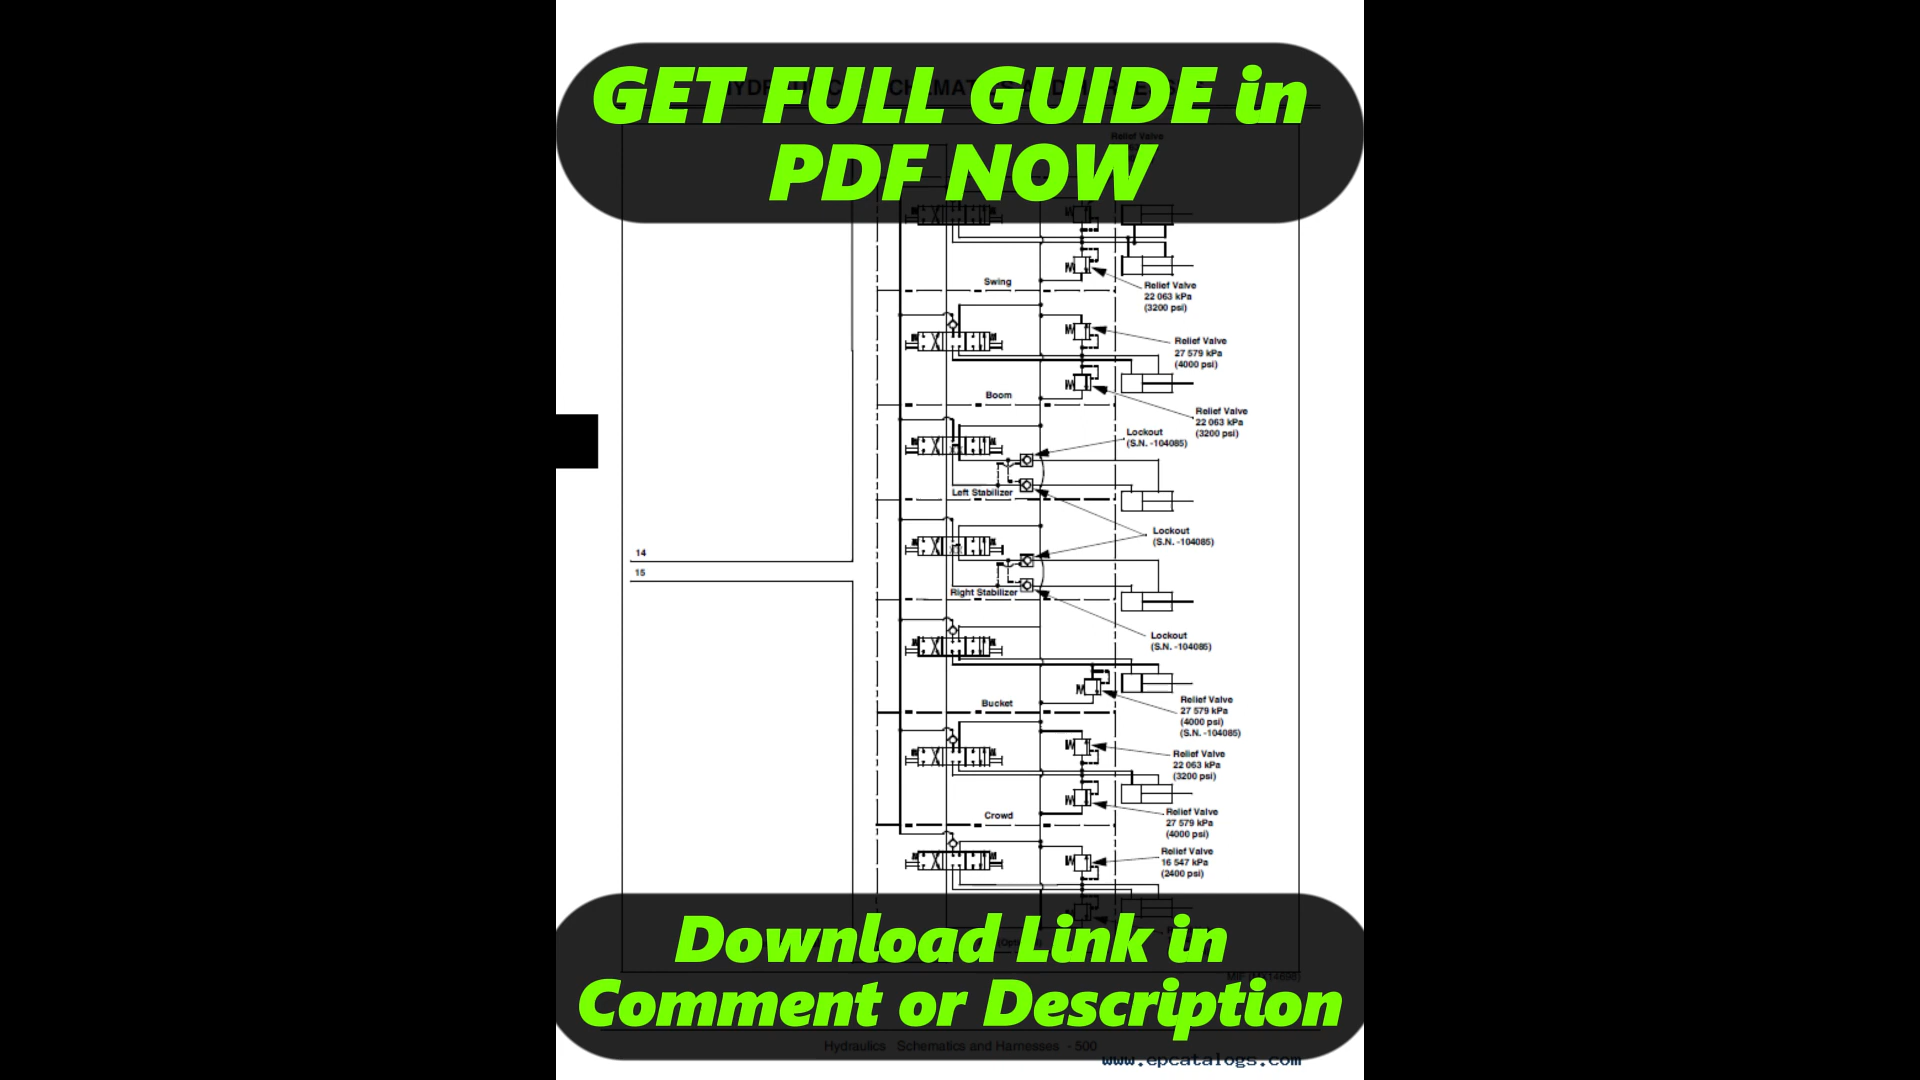 GET FULL GUIDE in
PDF NOW
Relief Valve
Relief Valve
22 063 kPa
(3200 psi)
Swing
Relief Valve
27 579 kPa
(4000 psi)
Boom
Relief Valve
22 063 kPa
(3200 psi)
Lockout
(S.N. -104085)
Left Stabilizer
Lockout
(S.N. -104085)
14
15
Right Stabilizer
Lockout
(S.N. -104085)
Relief Valve
27 579 kPa
(4000 psi)
(S.N. -104085)
Bucket
Relief Valve
22 063 kPa
(3200 psi)
Relief Valve
27 579 kPa
(4000 psi)
Crowd
Relief Valve
16 547 kPa
(2400 psi)
Download Link in
Comment or Description
Hydraulics Schematics and Harnesses - 500
www.epcatalogs.com